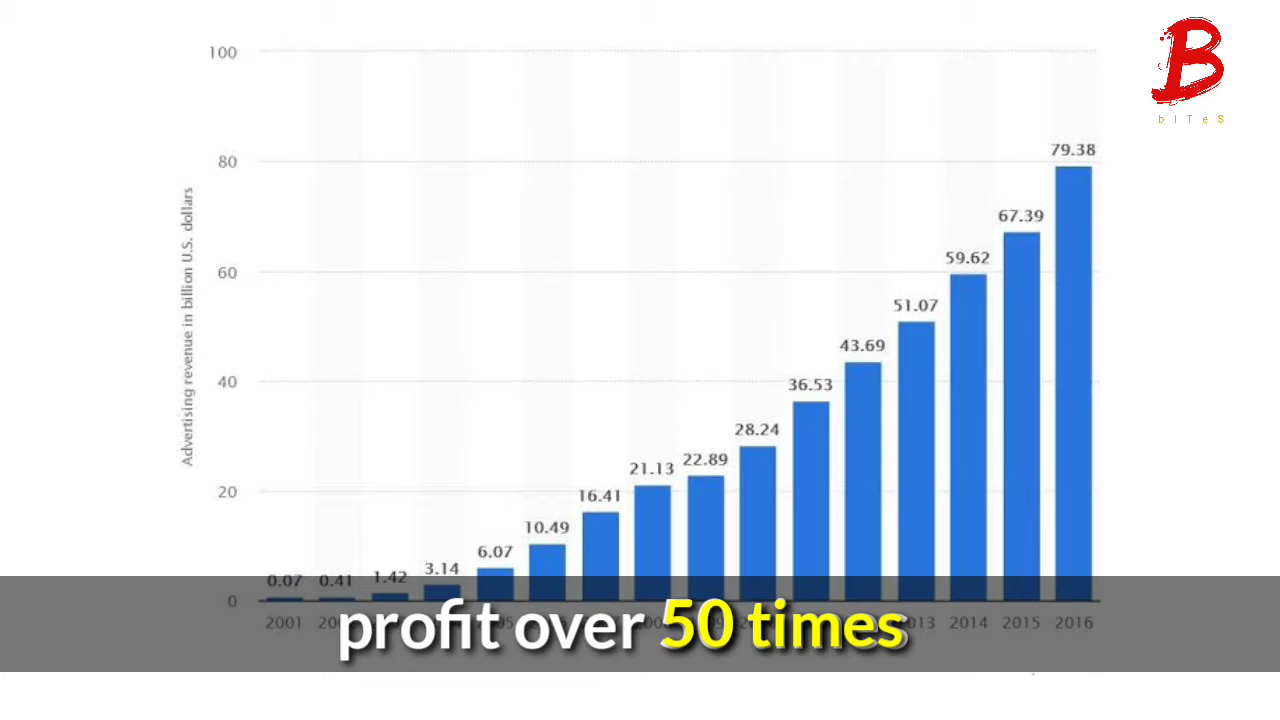 B
bITeS
100
80
60
40
20
0
Advertising revenue in billion U.S. dollars
0.07 0.41 1.42 3.14 6.07 10.49 16.41 21.13 22.89 28.24 36.53 43.69 51.07 59.62 67.39 79.38
2001 2014 2015 2016
profit over 50 times